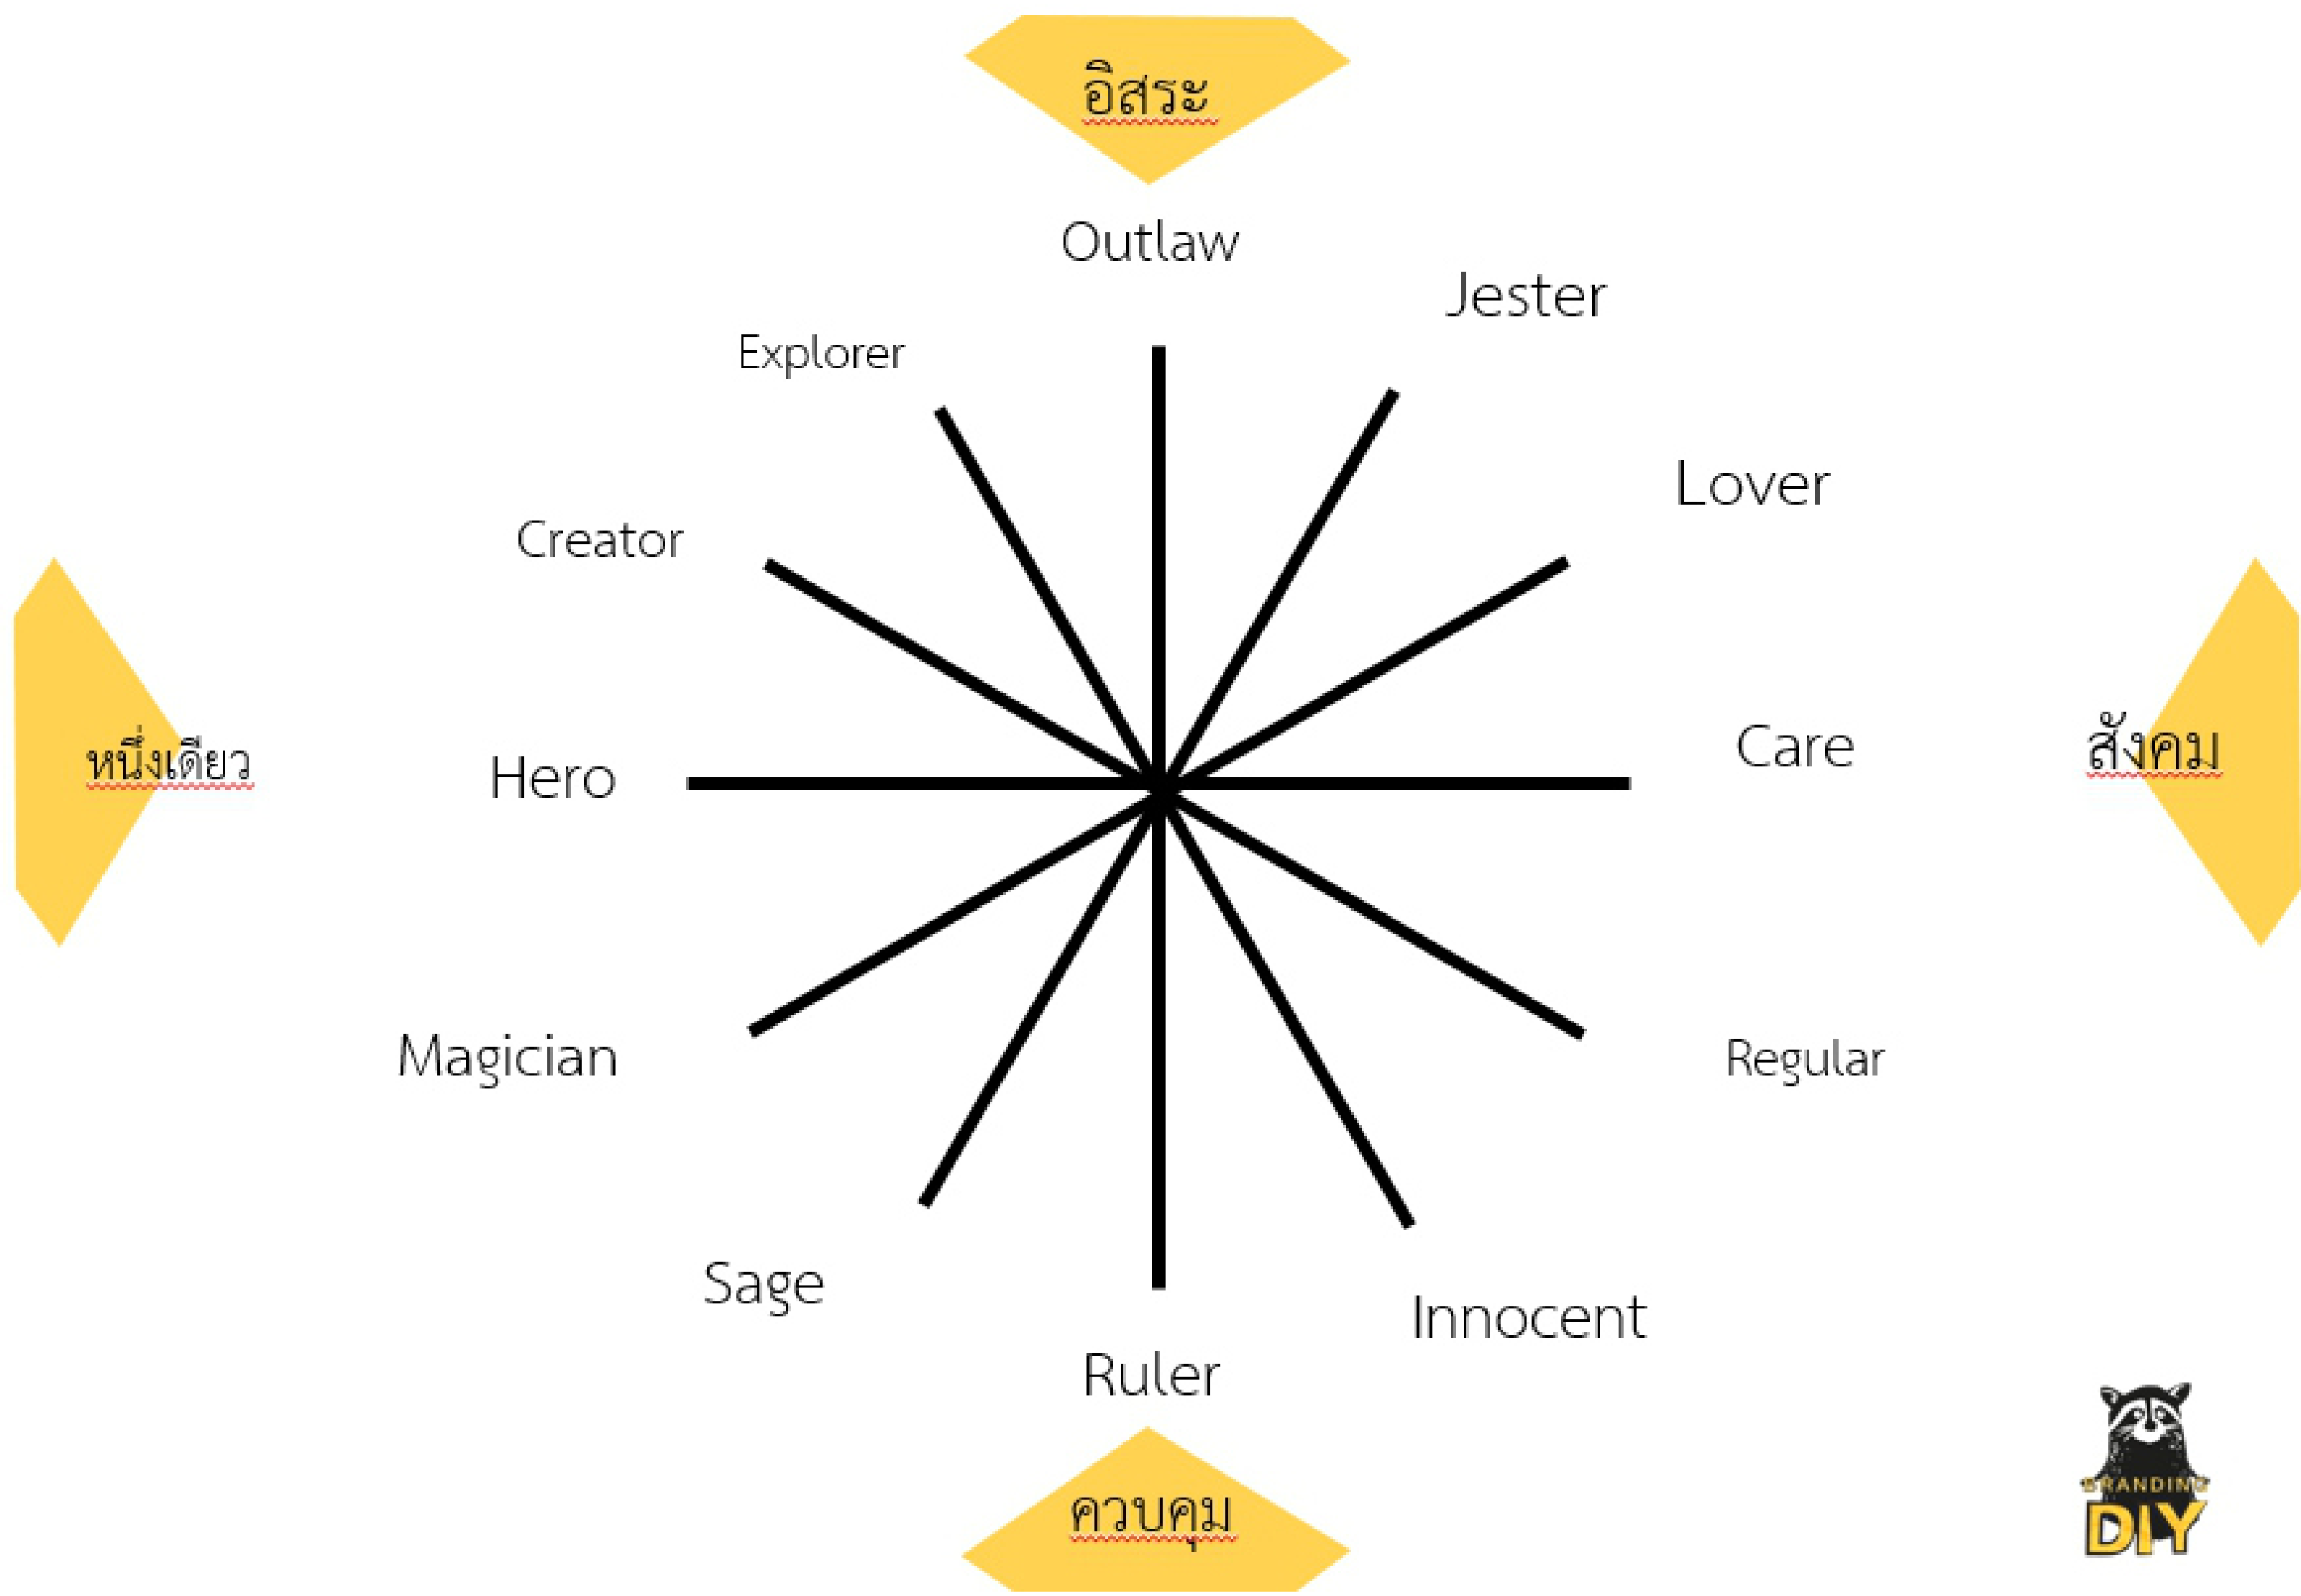 อิสระ
Outlaw
Jester
Explorer
Lover
Creator
Care
สังคม
หนึ่งเดียว
Hero
Magician
Regular
Sage
Innocent
Ruler
ควบคุม
BRANDING
DIY